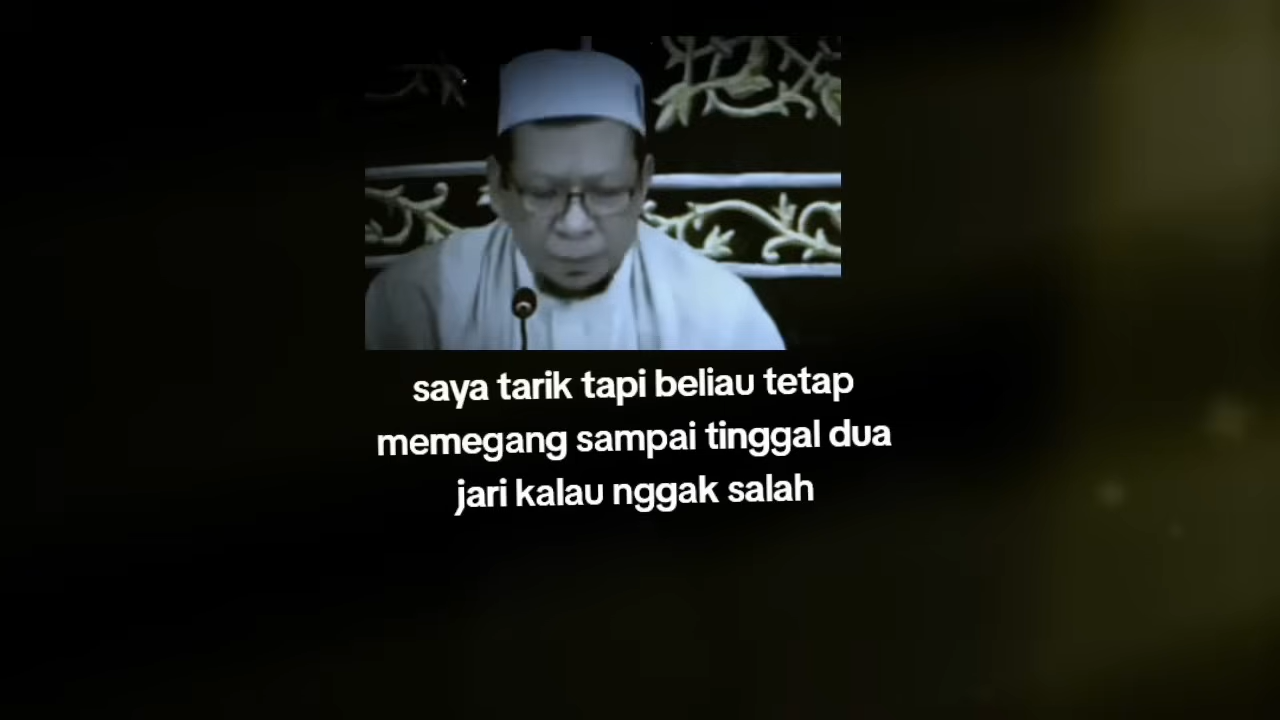 saya tarik tapi beliau tetap
memegang sampai tinggal dua
jari kalau nggak salah